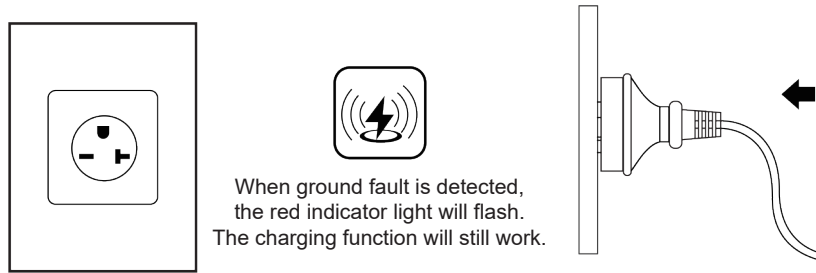 When ground fault is detected,
the red indicator light will flash.
The charging function will still work.